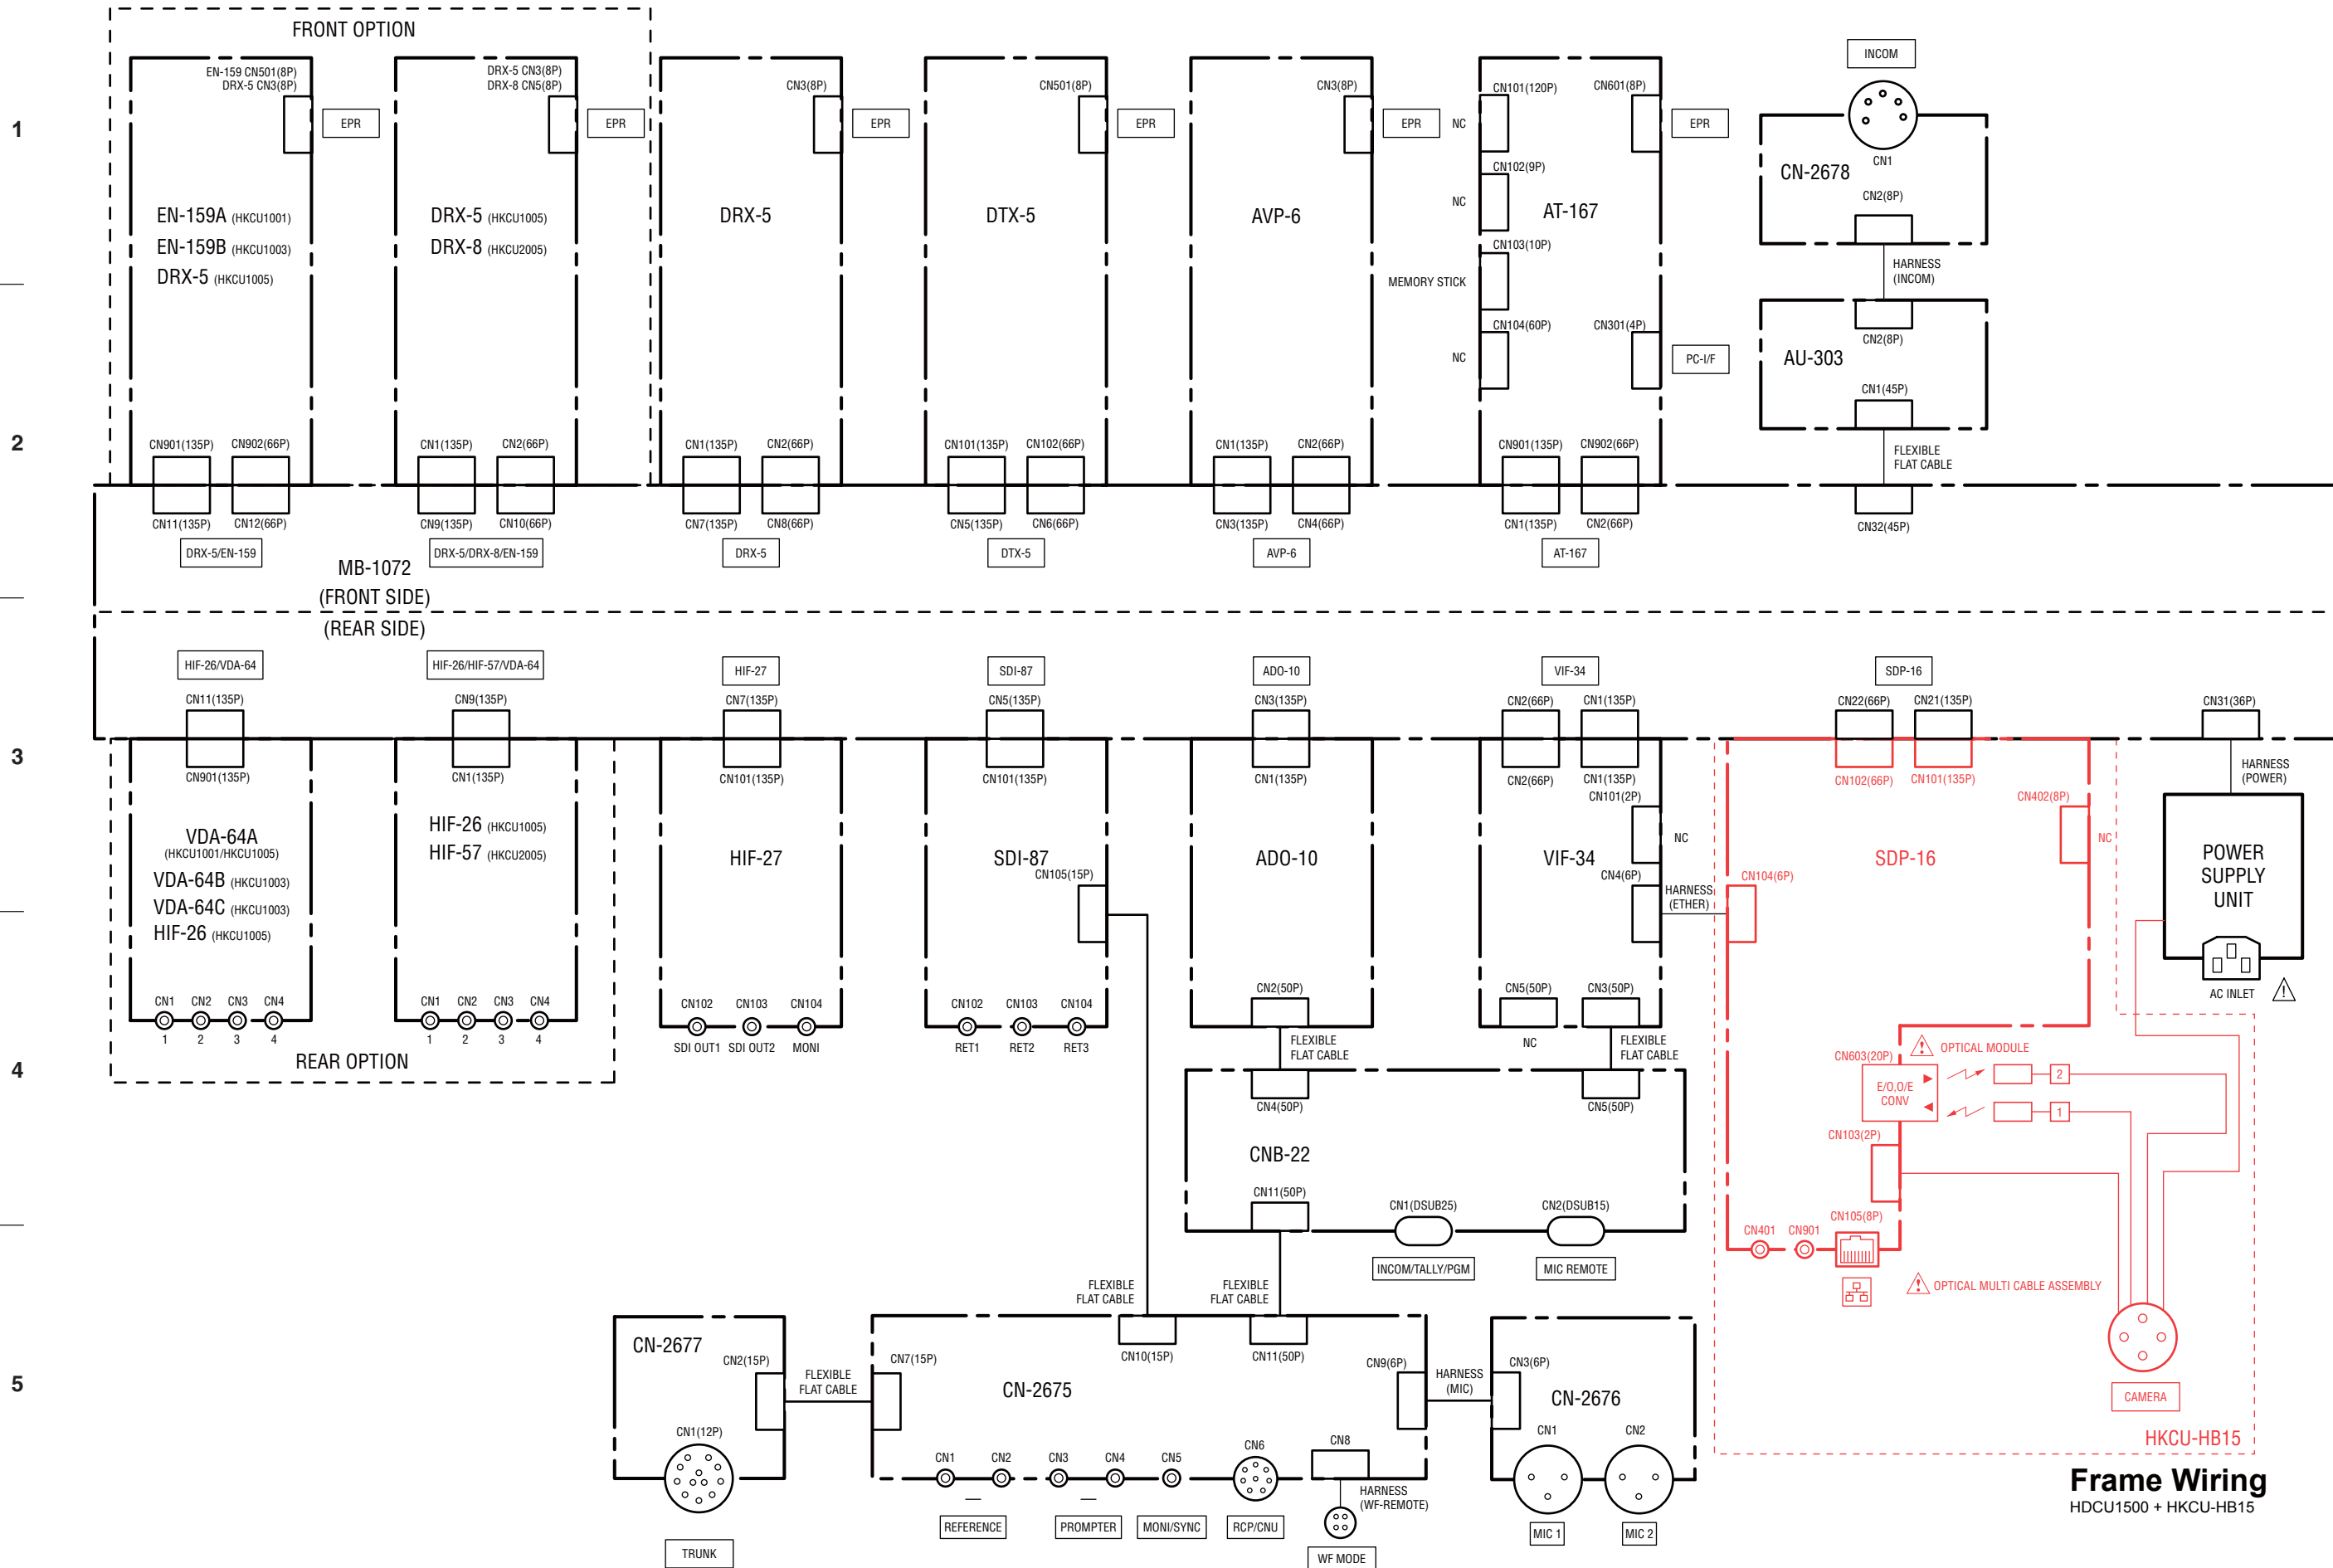 FRONT OPTION
EN-159 CN501(8P)
DRX-5 CN3(8P)
EPR
EN-159A (HKCU1001)
EN-159B (HKCU1003)
DRX-5 (HKCU1005)
CN901(135P)
CN902(66P)
CN11(135P)
CN12(66P)
DRX-5/EN-159
DRX-5 CN3(8P)
DRX-8 CN5(8P)
EPR
DRX-5 (HKCU1005)
DRX-8 (HKCU2005)
CN1(135P)
CN2(66P)
CN9(135P)
CN10(66P)
DRX-5/DRX-8/EN-159
CN3(8P)
EPR
DRX-5
CN1(135P)
CN2(66P)
CN7(135P)
CN8(66P)
DRX-5
CN501(8P)
EPR
DTX-5
CN101(135P)
CN102(66P)
CN5(135P)
CN6(66P)
DTX-5
CN3(8P)
EPR
AVP-6
CN1(135P)
CN2(66P)
CN3(135P)
CN4(66P)
AVP-6
CN101(120P)
NC
CN102(9P)
NC
CN103(10P)
MEMORY STICK
CN104(60P)
NC
CN601(8P)
EPR
AT-167
CN301(4P)
PC-I/F
CN901(135P)
CN902(66P)
CN1(135P)
CN2(66P)
AT-167
INCOM
CN1
CN-2678
CN2(8P)
HARNESS
(INCOM)
CN2(8P)
AU-303
CN1(45P)
FLEXIBLE
FLAT CABLE
CN32(45P)
1
2
3
4
5
MB-1072
(FRONT SIDE)
(REAR SIDE)
HIF-26/VDA-64
CN11(135P)
CN901(135P)
VDA-64A
(HKCU1001/HKCU1005)
VDA-64B (HKCU1003)
VDA-64C (HKCU1003)
HIF-26 (HKCU1005)
CN1 CN2 CN3 CN4
1 2 3 4
HIF-26/HIF-57/VDA-64
CN9(135P)
CN1(135P)
HIF-26 (HKCU1005)
HIF-57 (HKCU2005)
CN1 CN2 CN3 CN4
1 2 3 4
REAR OPTION
HIF-27
CN7(135P)
CN101(135P)
HIF-27
CN102 CN103 CN104
SDI OUT1 SDI OUT2 MONI
SDI-87
CN5(135P)
CN101(135P)
SDI-87
CN105(15P)
CN102 CN103 CN104
RET1 RET2 RET3
ADO-10
CN3(135P)
CN1(135P)
ADO-10
CN2(50P)
FLEXIBLE
FLAT CABLE
VIF-34
CN2(66P)
CN1(135P)
CN2(66P)
CN1(135P)
CN101(2P)
NC
VIF-34
CN4(6P)
HARNESS
(ETHER)
CN5(50P)
NC
CN3(50P)
FLEXIBLE
FLAT CABLE
SDP-16
CN22(66P)
CN21(135P)
CN102(66P)
CN101(135P)
CN402(8P)
NC
SDP-16
CN104(6P)
CN31(36P)
HARNESS
(POWER)
POWER
SUPPLY
UNIT
AC INLET
CN603(20P)
OPTICAL MODULE
E/O,O/E
CONV
2
1
CN103(2P)
CN401
CN901
CN105(8P)
OPTICAL MULTI CABLE ASSEMBLY
CAMERA
HKCU-HB15
CN4(50P)
CN5(50P)
CNB-22
CN11(50P)
CN1(DSUB25)
CN2(DSUB15)
INCOM/TALLY/PGM
MIC REMOTE
FLEXIBLE
FLAT CABLE
FLEXIBLE
FLAT CABLE
CN-2677
CN2(15P)
CN1(12P)
TRUNK
FLEXIBLE
FLAT CABLE
CN7(15P)
CN10(15P)
CN11(50P)
CN-2675
CN9(6P)
CN1 CN2 CN3 CN4 CN5 CN6 CN8
REFERENCE
PROMPTER
MONI/SYNC
RCP/CNU
HARNESS
(WF-REMOTE)
WF MODE
HARNESS
(MIC)
CN3(6P)
CN-2676
CN1
CN2
MIC 1
MIC 2
Frame Wiring
HDCU1500 + HKCU-HB15